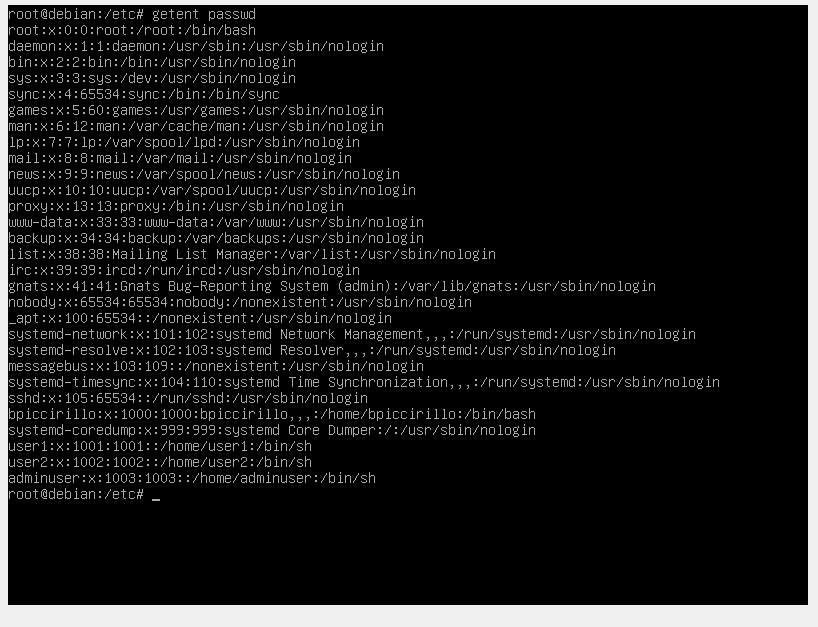 root@debian:/etc# getent passwd
root:x:0:0:root:/root:/bin/bash
daemon:x:1:1:daemon:/usr/sbin:/usr/sbin/nologin
bin:x:2:2:bin:/bin:/usr/sbin/nologin
sys:x:3:3:sys:/dev:/usr/sbin/nologin
sync:x:4:65534:sync:/bin:/bin/sync
games:x:5:60:games:/usr/games:/usr/sbin/nologin
man:x:6:12:man:/var/cache/man:/usr/sbin/nologin
lp:x:7:7:lp:/var/spool/lpd:/usr/sbin/nologin
mail:x:8:8:mail:/var/mail:/usr/sbin/nologin
news:x:9:9:news:/var/spool/news:/usr/sbin/nologin
uucp:x:10:10:uucp:/var/spool/uucp:/usr/sbin/nologin
proxy:x:13:13:proxy:/bin:/usr/sbin/nologin
www-data:x:33:33:www-data:/var/www:/usr/sbin/nologin
backup:x:34:34:backup:/var/backups:/usr/sbin/nologin
list:x:38:38:Mailing List Manager:/var/list:/usr/sbin/nologin
irc:x:39:39:ircd:/run/ircd:/usr/sbin/nologin
gnats:x:41:41:Gnats Bug-Reporting System (admin):/var/lib/gnats:/usr/sbin/nologin
nobody:x:65534:65534:nobody:/nonexistent:/usr/sbin/nologin
_apt:x:100:65534::/nonexistent:/usr/sbin/nologin
systemd-network:x:101:102:systemd Network Management,,,:/run/systemd:/usr/sbin/nologin
systemd-resolve:x:102:103:systemd Resolver,,,:/run/systemd:/usr/sbin/nologin
messagebus:x:103:109::/nonexistent:/usr/sbin/nologin
systemd-timesync:x:104:110:systemd Time Synchronization,,,:/run/systemd:/usr/sbin/nologin
sshd:x:105:65534::/run/sshd:/usr/sbin/nologin
bpiccirillo:x:1000:1000:bpiccirillo,,,:/home/bpiccirillo:/bin/bash
systemd-coredump:x:999:999:systemd Core Dumper:/:/usr/sbin/nologin
user1:x:1001:1001::/home/user1:/bin/sh
user2:x:1002:1002::/home/user2:/bin/sh
adminuser:x:1003:1003::/home/adminuser:/bin/sh
root@debian:/etc# _